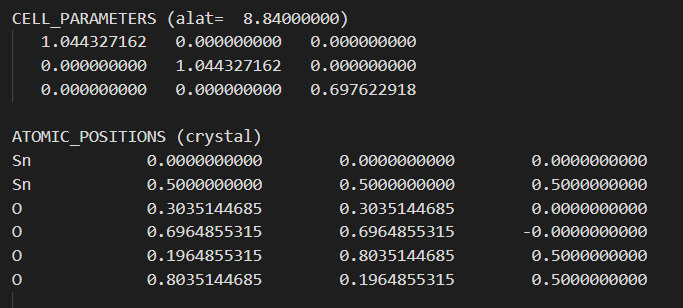 CELL_PARAMETERS (alat=  8.84000000)
   1.044327162   0.000000000   0.000000000
   0.000000000   1.044327162   0.000000000
   0.000000000   0.000000000   0.697622918

ATOMIC_POSITIONS (crystal)
Sn            0.0000000000        0.0000000000        0.0000000000
Sn            0.5000000000        0.5000000000        0.5000000000
O             0.3035144685        0.3035144685        0.0000000000
O             0.6964855315        0.6964855315       -0.0000000000
O             0.1964855315        0.8035144685        0.5000000000
O             0.8035144685        0.1964855315        0.5000000000